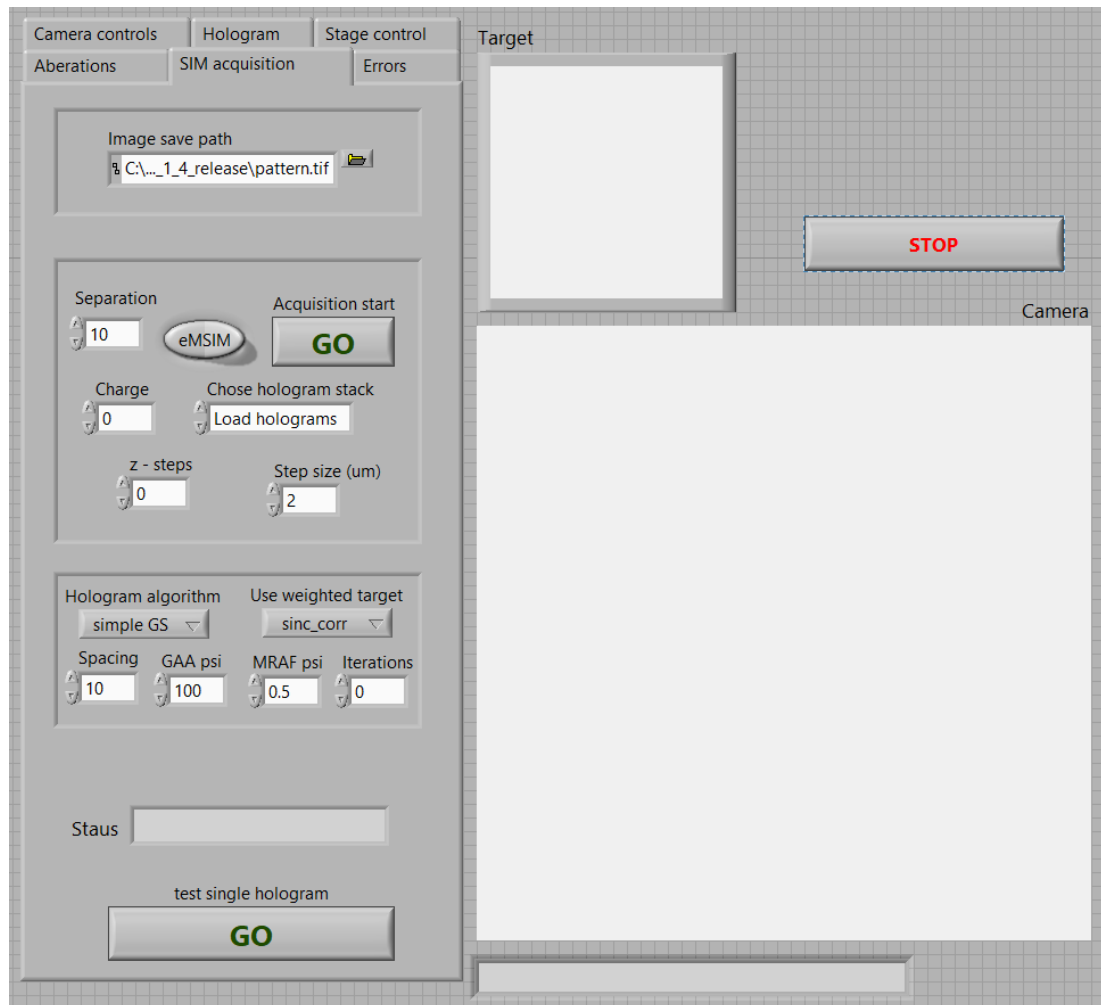 Camera controls
Hologram
Stage control
Aberations
SIM acquisition
Errors
Image save path
C:\..._1_4_release\pattern.tif
Separation
10
eMSIM
Acquisition start
GO
Charge
0
Chose hologram stack
Load holograms
z - steps
0
Step size (um)
2
Hologram algorithm
simple GS
Use weighted target
sinc_corr
Spacing
10
GAA psi
100
MRAF psi
0.5
Iterations
0
Staus
test single hologram
GO
Target
STOP
Camera